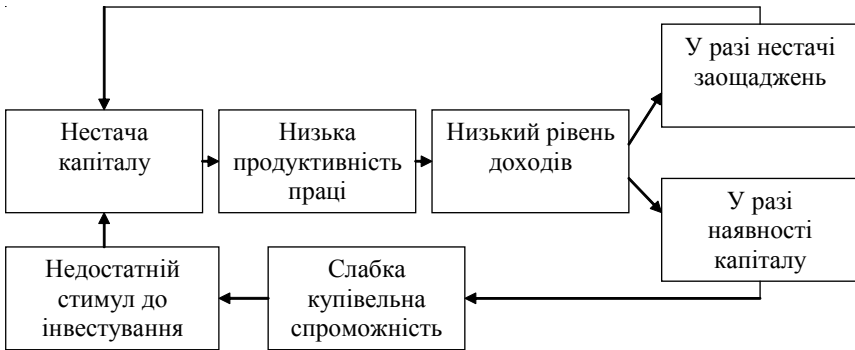 У разі нестачі
заощаджень
Нестача
капіталу
Низька
продуктивність
праці
Низький рівень
доходів
У разі
наявності
капіталу
Недостатній
стимул до
інвестування
Слабка
купівельна
спроможність